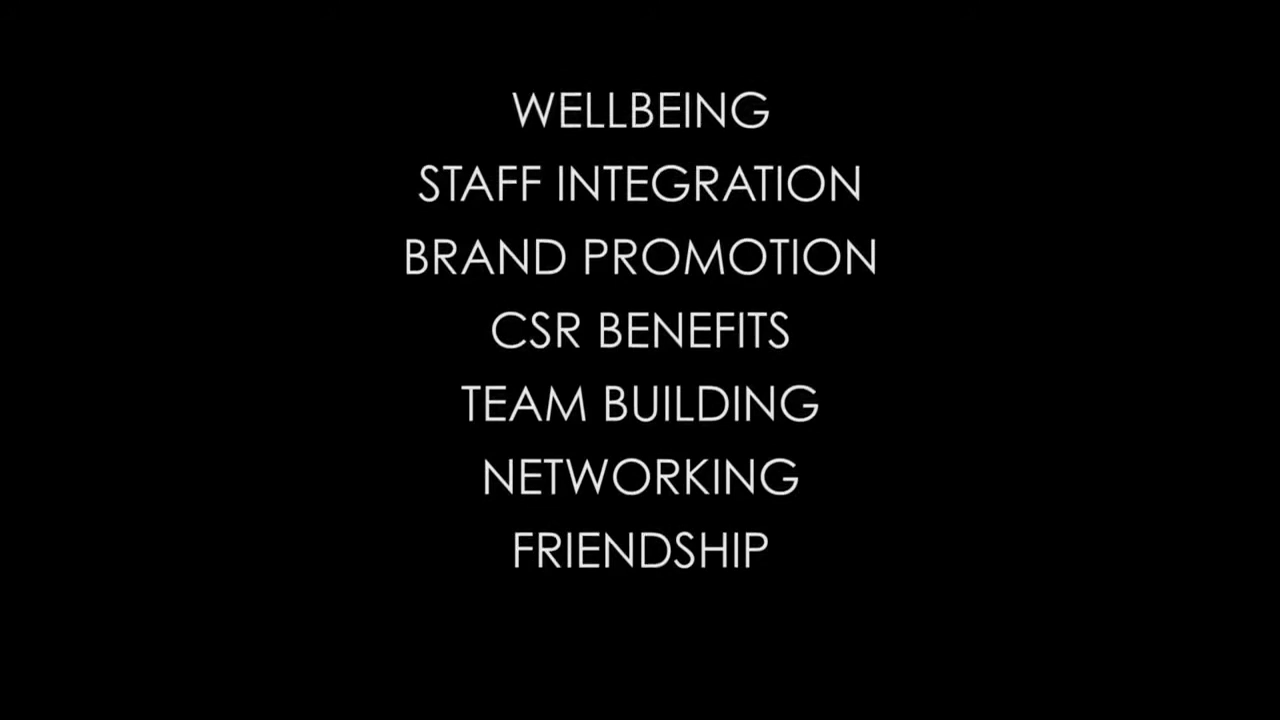 WELLBEING
STAFF INTEGRATION
BRAND PROMOTION
CSR BENEFITS
TEAM BUILDING
NETWORKING
FRIENDSHIP